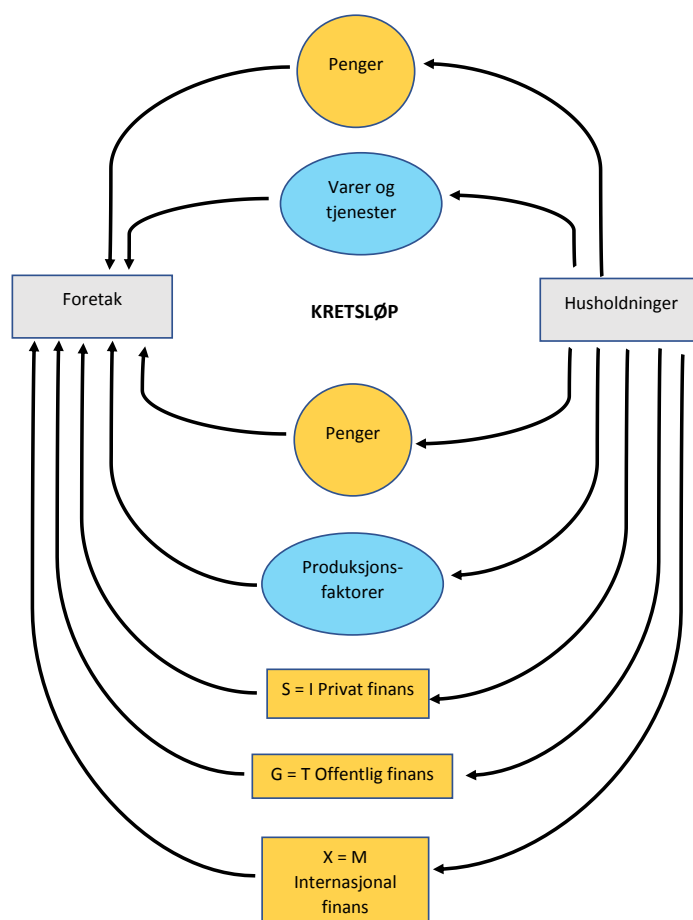 Penger
Varer og
tjenester
Foretak
KRETSLØP
Husholdninger
Penger
Produksjons-
faktorer
S = I Privat finans
G = T Offentlig finans
X = M
Internasjonal
finans